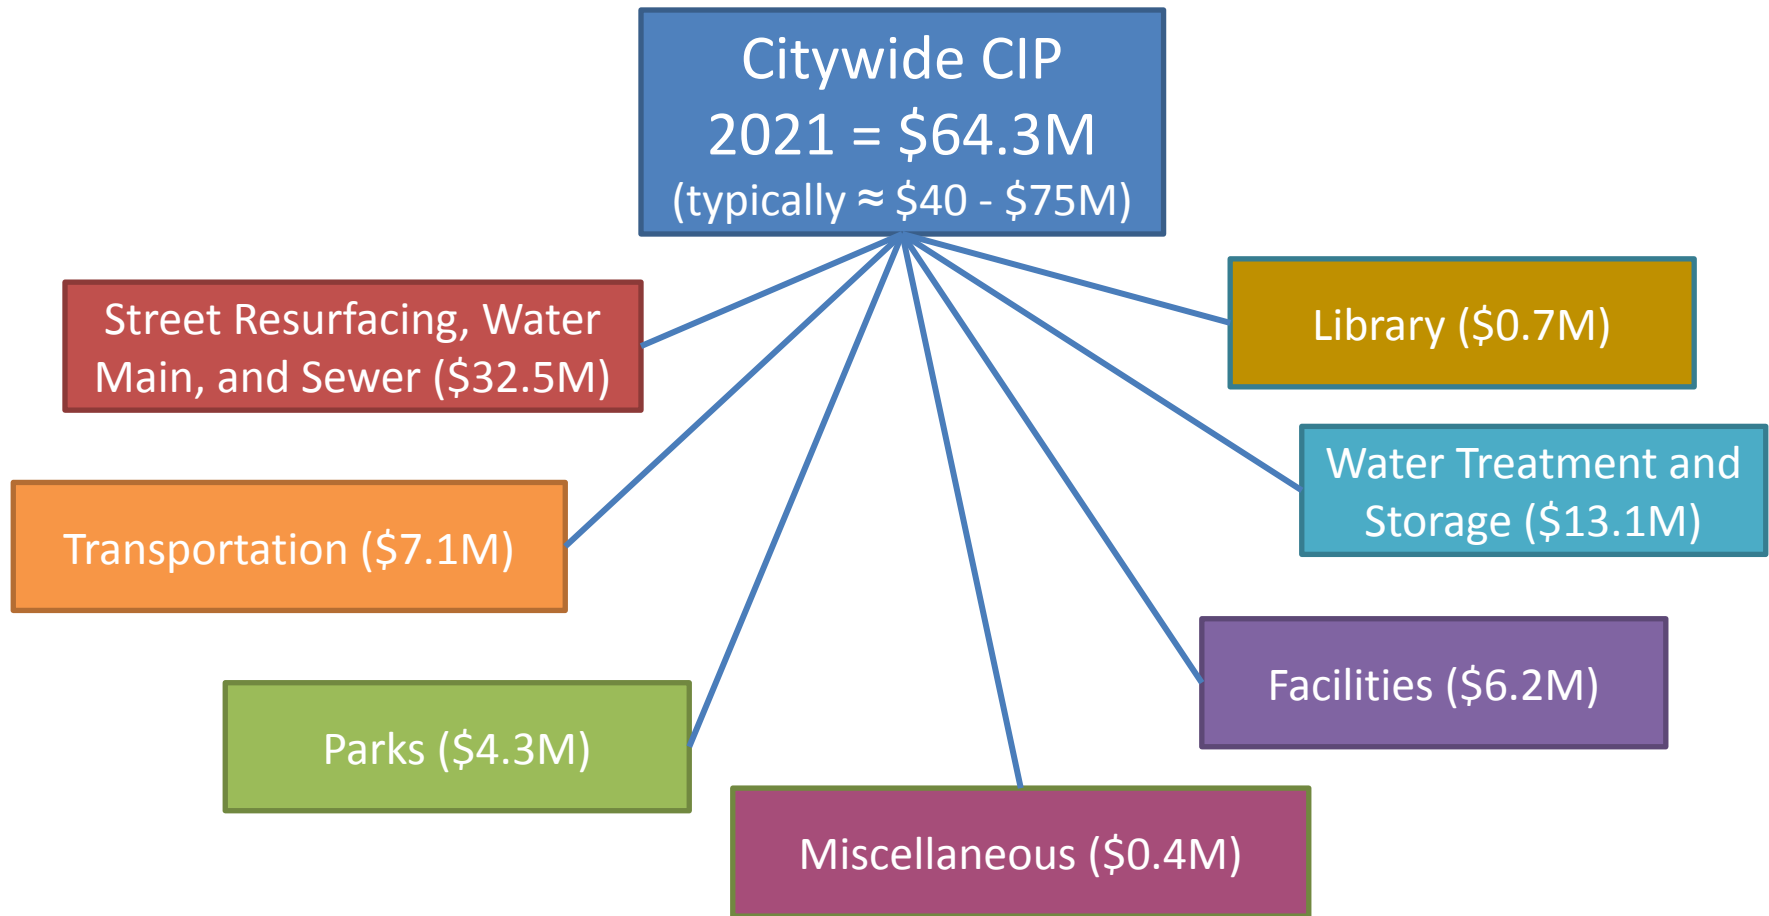 Citywide CIP
2021 = $64.3M
(typically ≈ $40 - $75M)
Street Resurfacing, Water
Main, and Sewer ($32.5M)
Library ($0.7M)
Water Treatment and
Storage ($13.1M)
Transportation ($7.1M)
Facilities ($6.2M)
Parks ($4.3M)
Miscellaneous ($0.4M)